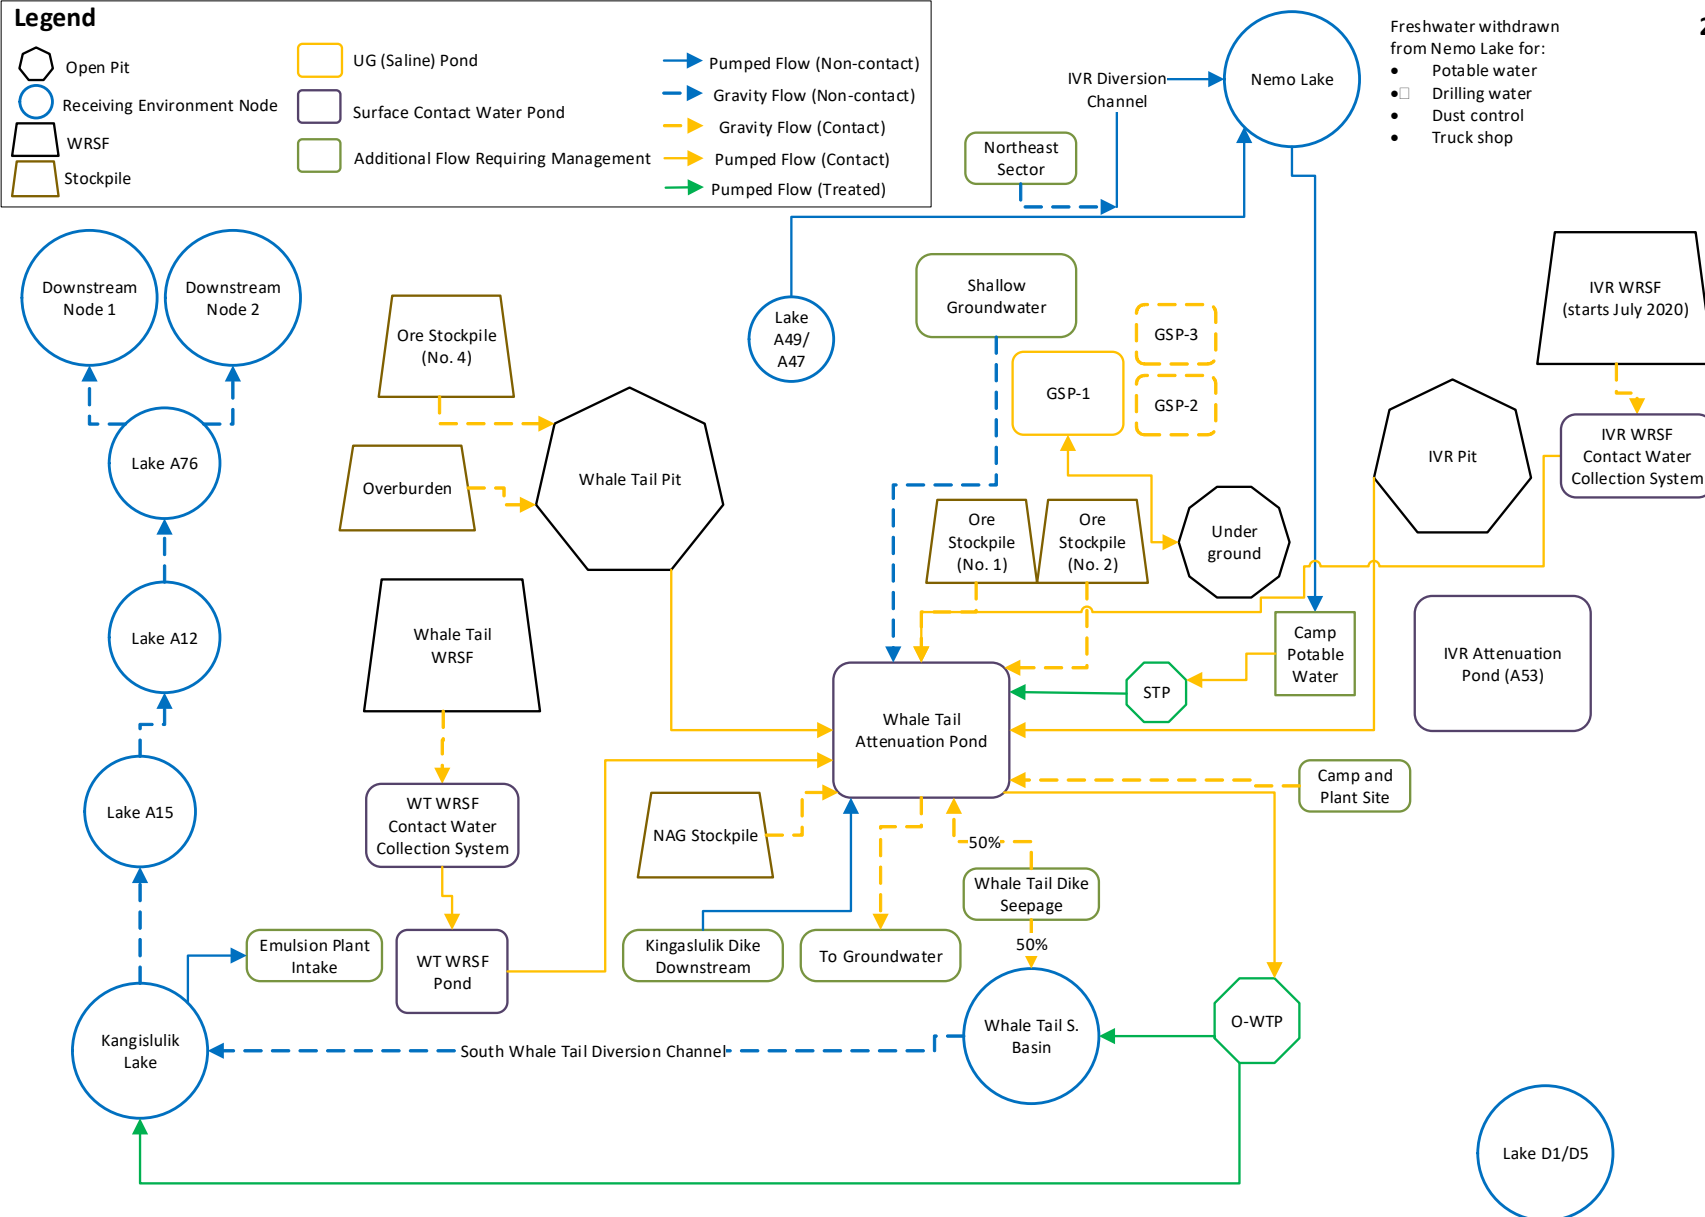 Legend
Open Pit
Receiving Environment Node
WRSF
Stockpile
UG (Saline) Pond
Surface Contact Water Pond
Additional Flow Requiring Management
Pumped Flow (Non-contact)
Gravity Flow (Non-contact)
Gravity Flow (Contact)
Pumped Flow (Contact)
Pumped Flow (Treated)
IVR Diversion
Channel
Nemo Lake
Freshwater withdrawn
from Nemo Lake for:
• Potable water
• Drilling water
• Dust control
• Truck shop
Northeast
Sector
Downstream
Node 1
Downstream
Node 2
Ore Stockpile
(No. 4)
Lake
A49/
A47
Shallow
Groundwater
GSP-3
GSP-1
GSP-2
IVR WRSF
(starts July 2020)
Lake A76
Overburden
Whale Tail Pit
IVR Pit
IVR WRSF
Contact Water
Collection System
Ore
Stockpile
(No. 1)
Ore
Stockpile
(No. 2)
Under
ground
Lake A12
Whale Tail
WRSF
Camp
Potable
Water
IVR Attenuation
Pond (A53)
STP
Whale Tail
Attenuation Pond
Lake A15
WT WRSF
Contact Water
Collection System
NAG Stockpile
50%
Camp and
Plant Site
Whale Tail Dike
Seepage
50%
Emulsion Plant
Intake
WT WRSF
Pond
Kingaslulik Dike
Downstream
To Groundwater
Kangislulik
Lake
South Whale Tail Diversion Channel
Whale Tail S.
Basin
O-WTP
Lake D1/D5